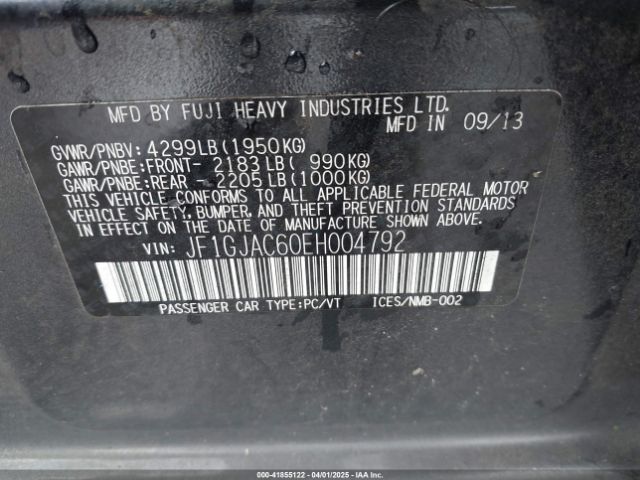 MFD BY FUJI HEAVY INDUSTRIES LTD.
MFD IN 09/13
GVWR/PNBV: 4299LB(1950KG)
GAWR/PNBE:FRONT- 2183LB( 990KG)
GAWR/PNBE:REAR -2205LB(1000KG)
THIS VEHICLE CONFORMS TO ALL APPLICABLE FEDERAL MOTOR
VEHICLE SAFETY, BUMPER, AND THEFT PREVENTION STANDARDS
IN EFFECT ON THE DATE OF MANUFACTURE SHOWN ABOVE.
VIN: JF1GJAC60EH004792
PASSENGER CAR TYPE:PC/VT ICES/NMB-002
000-41855122 - 04/01/2025 - IAAI, Inc.